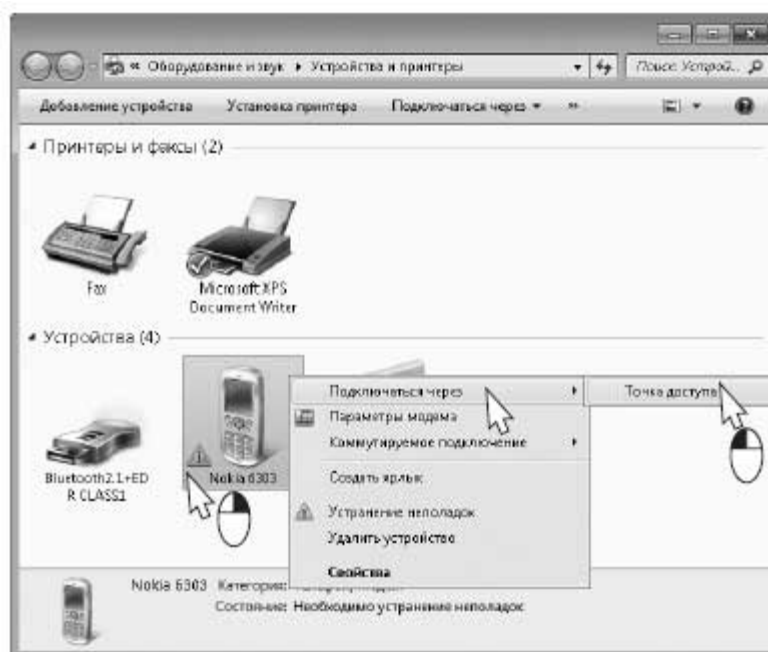 « Оборудование и звук ▸ Устройства и принтеры
Поиск: Устрой...
Добавление устройства Установка принтера Подключаться через »
Принтеры и факсы (2)
Fax
Microsoft XPS
Document Writer
Устройства (4)
Bluetooth2.1+ED
R CLASS1
Nokia 6303
Подключаться через
Точка доступа
Параметры модема
Коммутируемое подключение
Создать ярлык
Устранение неполадок
Удалить устройство
Свойства
Nokia 6303 Категория:
Состояние: Необходимо устранение неполадок